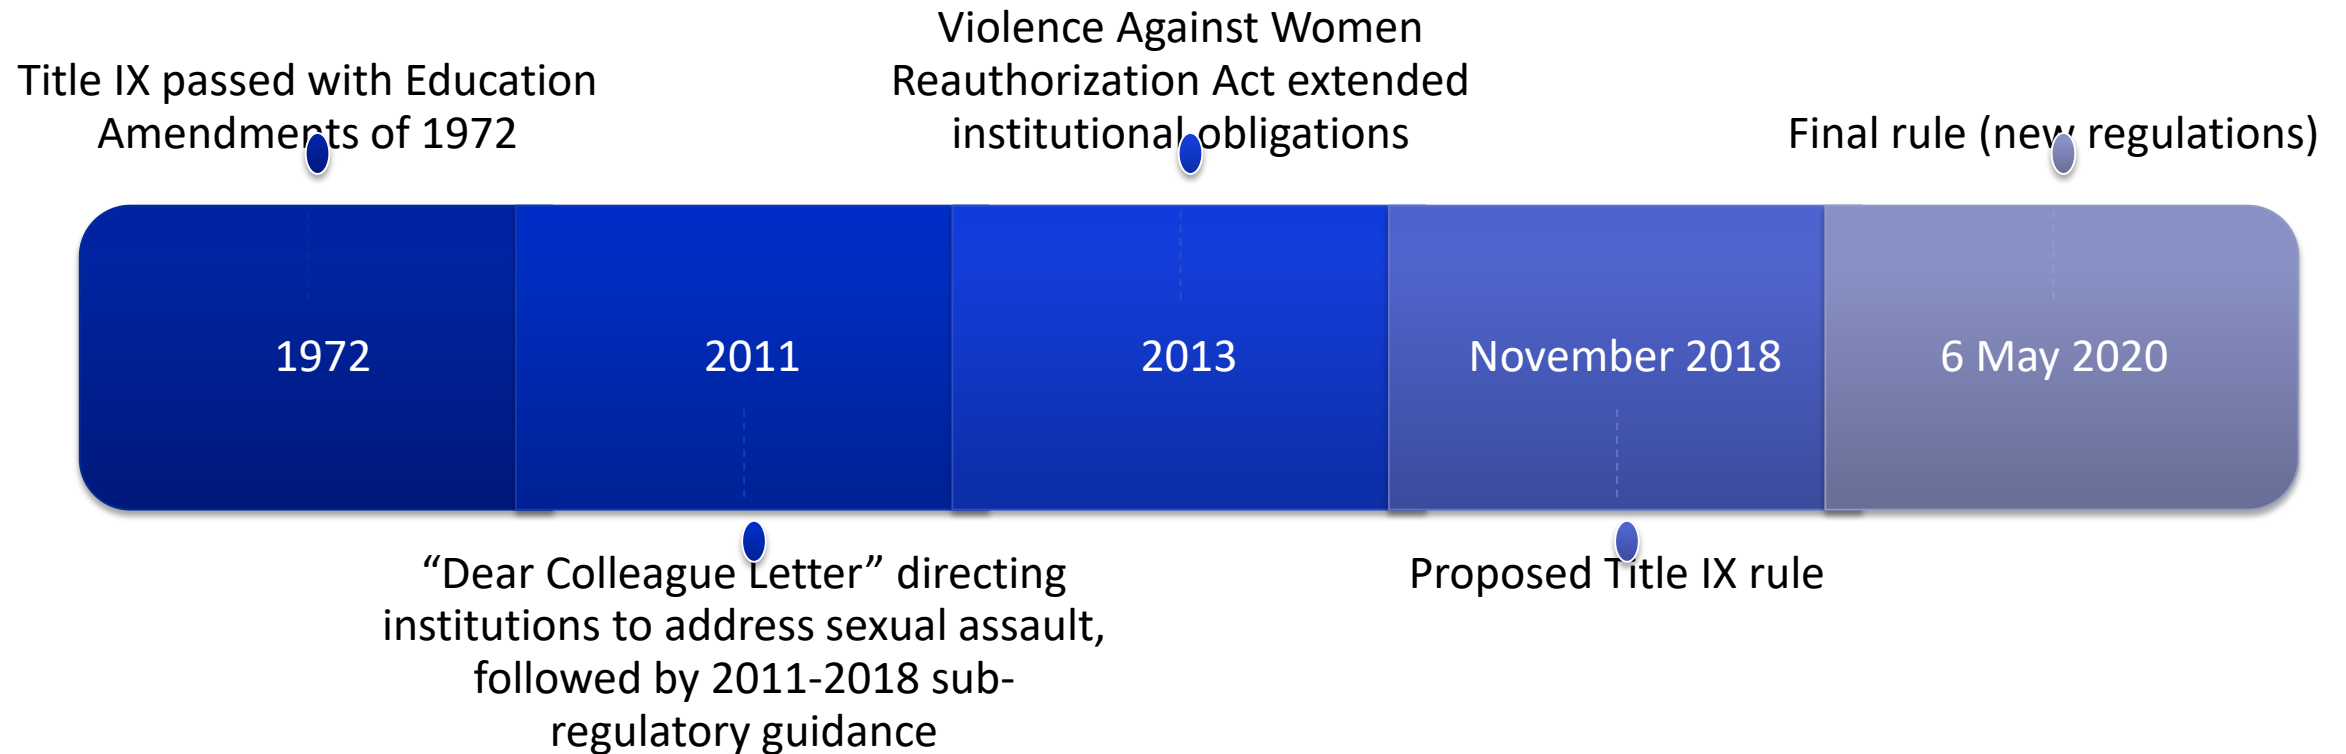 Title IX passed with Education
Amendments of 1972
Violence Against Women
Reauthorization Act extended
institutional obligations
Final rule (new regulations)
1972
2011
2013
November 2018
6 May 2020
“Dear Colleague Letter” directing
institutions to address sexual assault,
followed by 2011-2018 sub-
regulatory guidance
Proposed Title IX rule